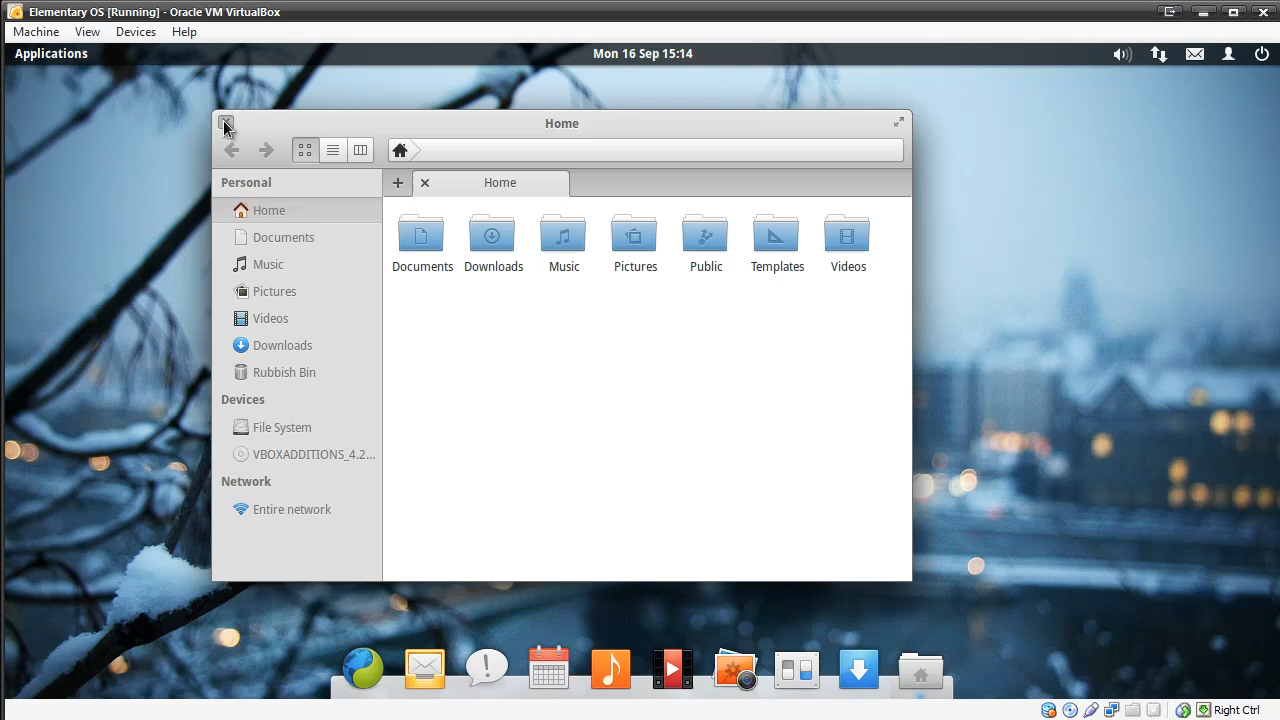 Elementary OS [Running] - Oracle VM VirtualBox
Machine View Devices Help
Applications Mon 16 Sep 15:14
Home
Personal
Home
Home
Documents
Music
Pictures
Videos
Downloads
Rubbish Bin
Devices
File System
VBOXADDITIONS_4.2...
Network
Entire network
Documents Downloads Music Pictures Public Templates Videos
Right Ctrl